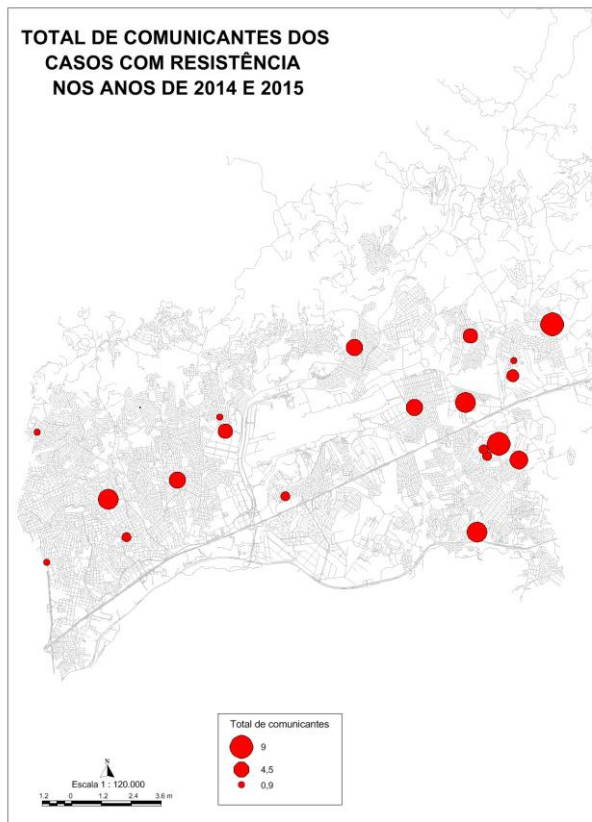 TOTAL DE COMUNICANTES DOS
CASOS COM RESISTÊNCIA
NOS ANOS DE 2014 E 2015
Total de comunicantes
9
4,5
0,9
N
Escala 1 : 120.000
1.2 0 1.2 2.4 3.6 m